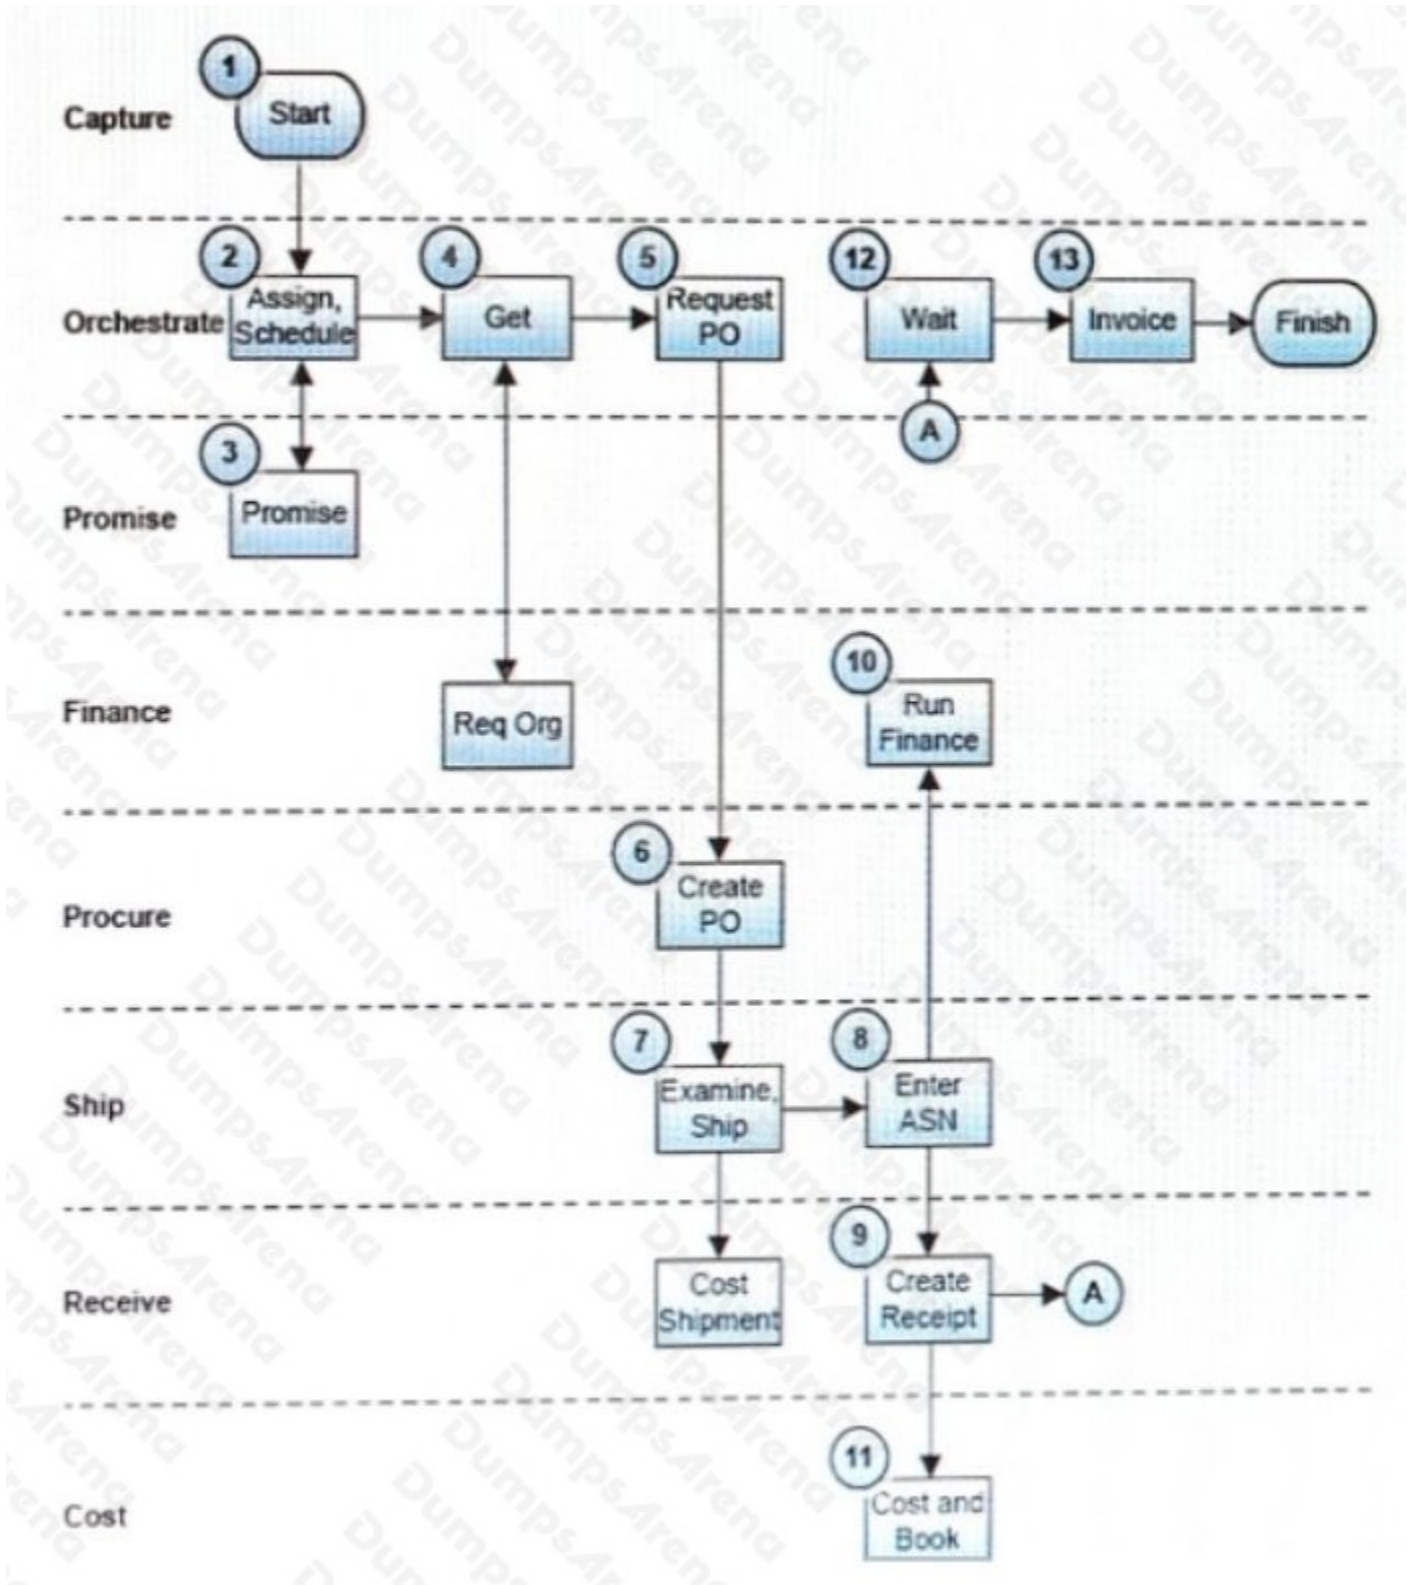 1
Start
Capture
2
4
5
12
13
Assign,
Schedule
Get
Request
PO
Wait
Invoice
Finish
Orchestrate
A
3
Promise
Promise
10
Run
Finance
Finance
Req Org
6
Create
PO
Procure
7
8
Examine,
Ship
Enter
ASN
Ship
9
Cost
Shipment
Create
Receipt
A
Receive
11
Cost and
Book
Cost
DumpsArena